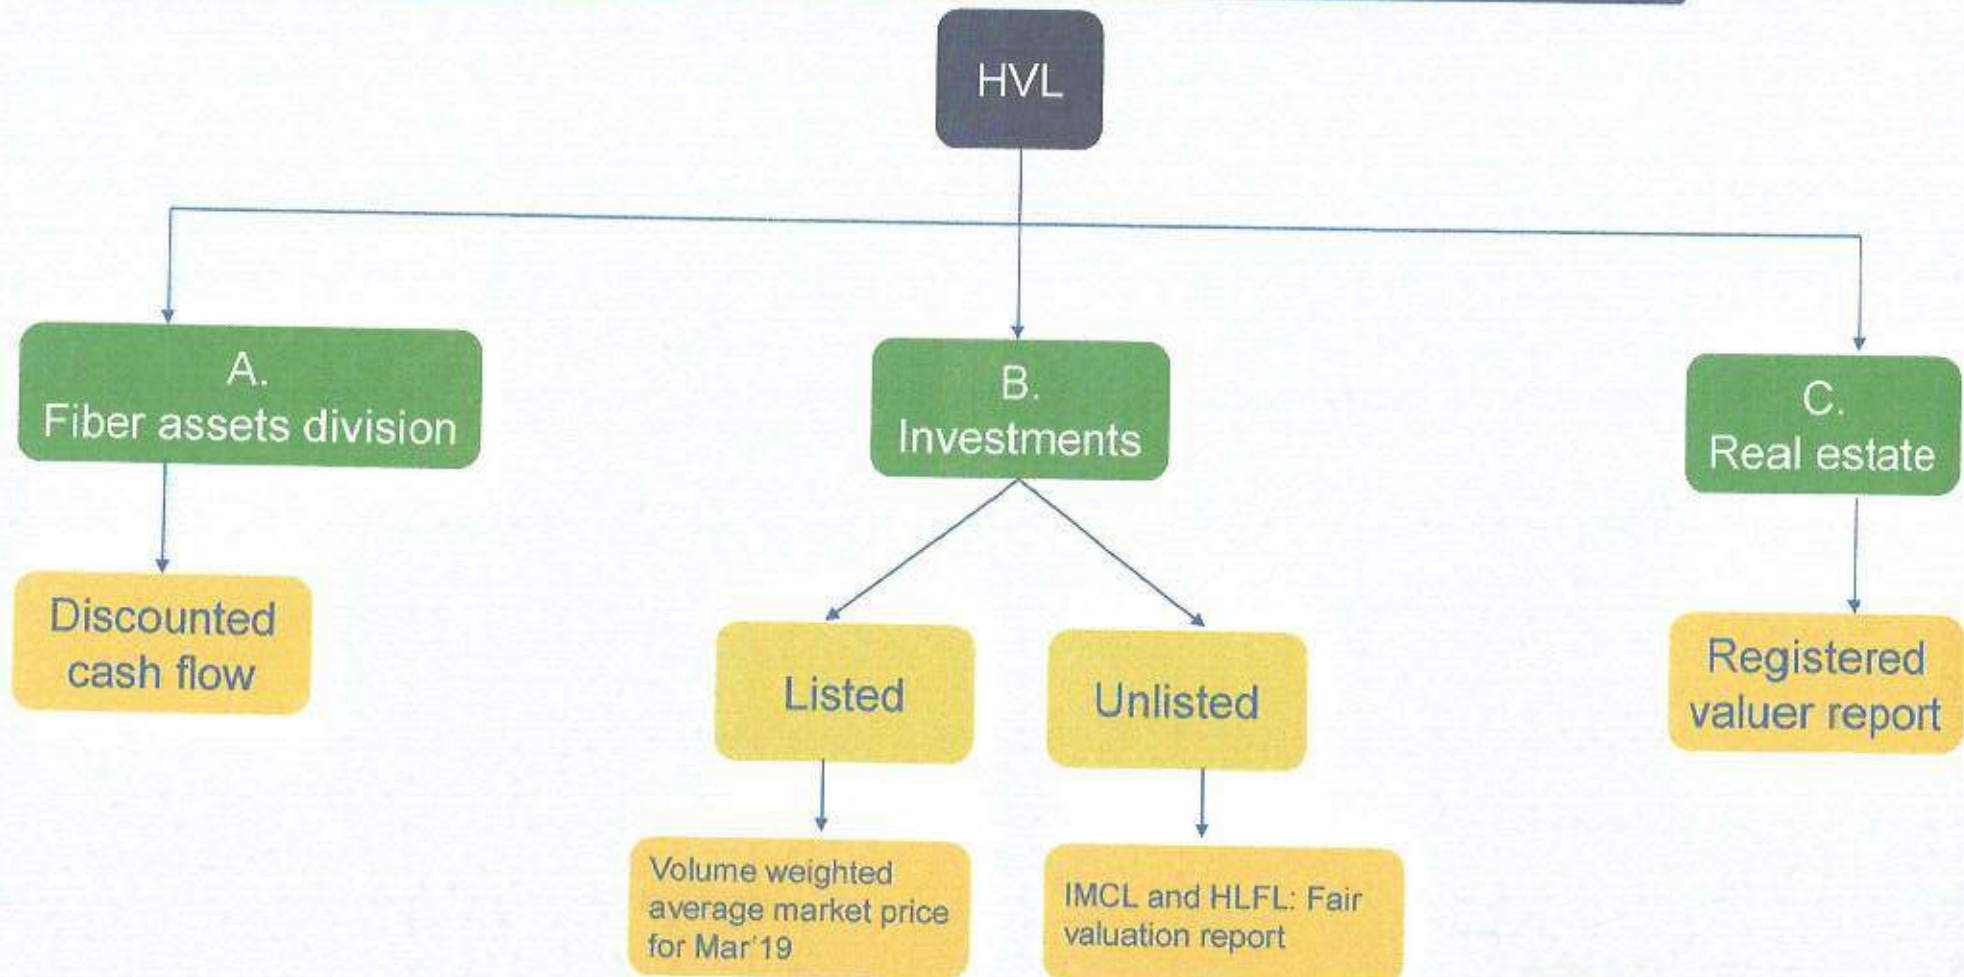 HVL
A.
Fiber assets division
B.
Investments
C.
Real estate
Discounted
cash flow
Listed
Unlisted
Registered
valuer report
Volume weighted
average market price
for Mar'19
IMCL and HLFL: Fair
valuation report